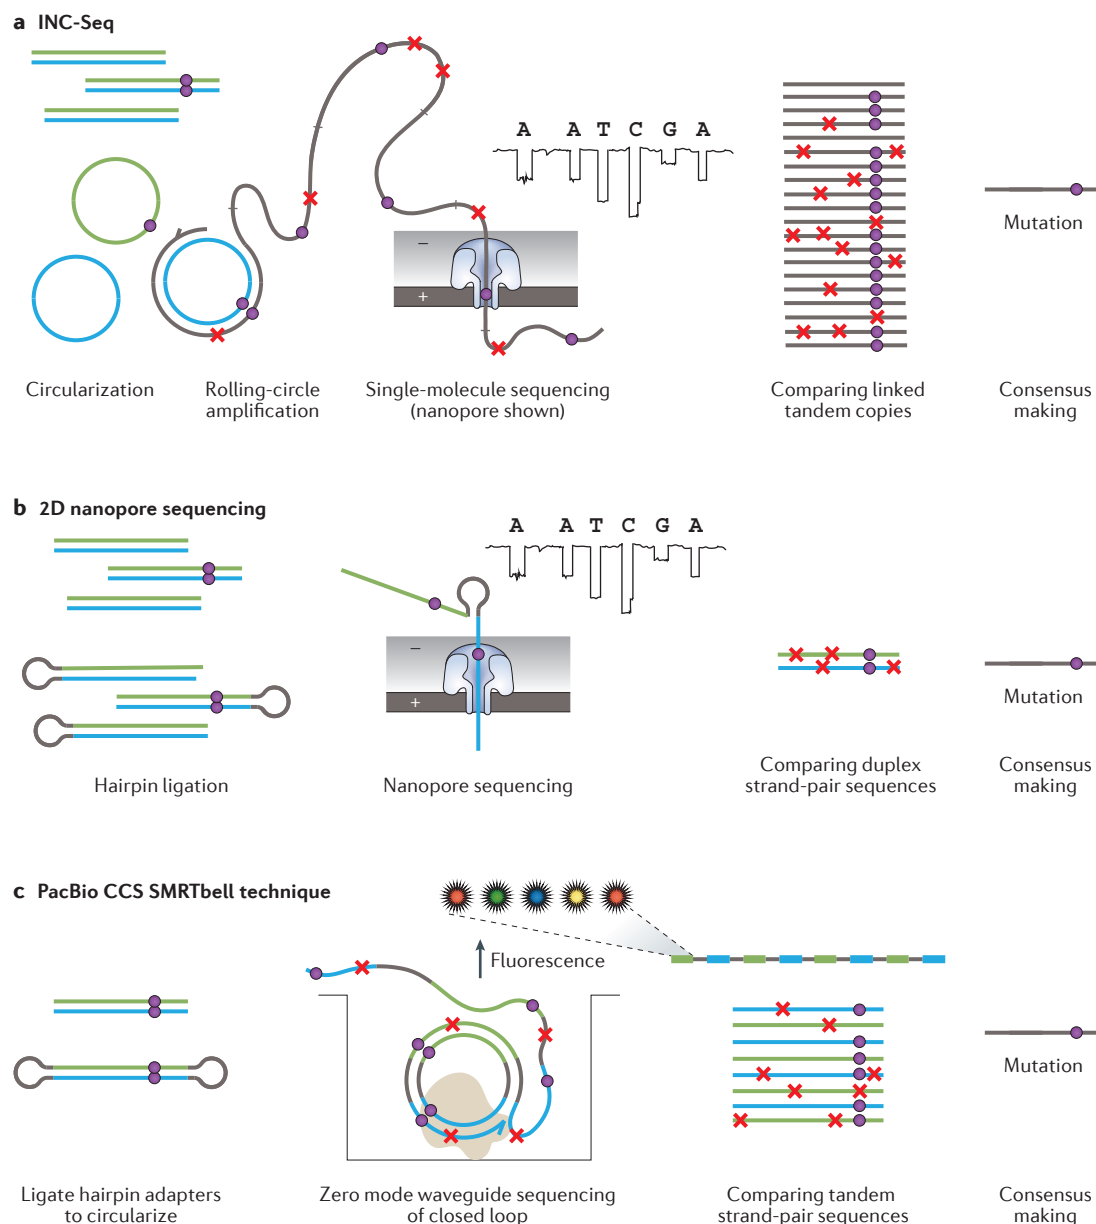 a INC-Seq
A A T C G A
−
+
Mutation
Circularization
Rolling-circle
amplification
Single-molecule sequencing
(nanopore shown)
Comparing linked
tandem copies
Consensus
making
b 2D nanopore sequencing
A A T C G A
−
+
Mutation
Hairpin ligation
Nanopore sequencing
Comparing duplex
strand-pair sequences
Consensus
making
c PacBio CCS SMRTbell technique
Fluorescence
Mutation
Ligate hairpin adapters
to circularize
Zero mode waveguide sequencing
of closed loop
Comparing tandem
strand-pair sequences
Consensus
making